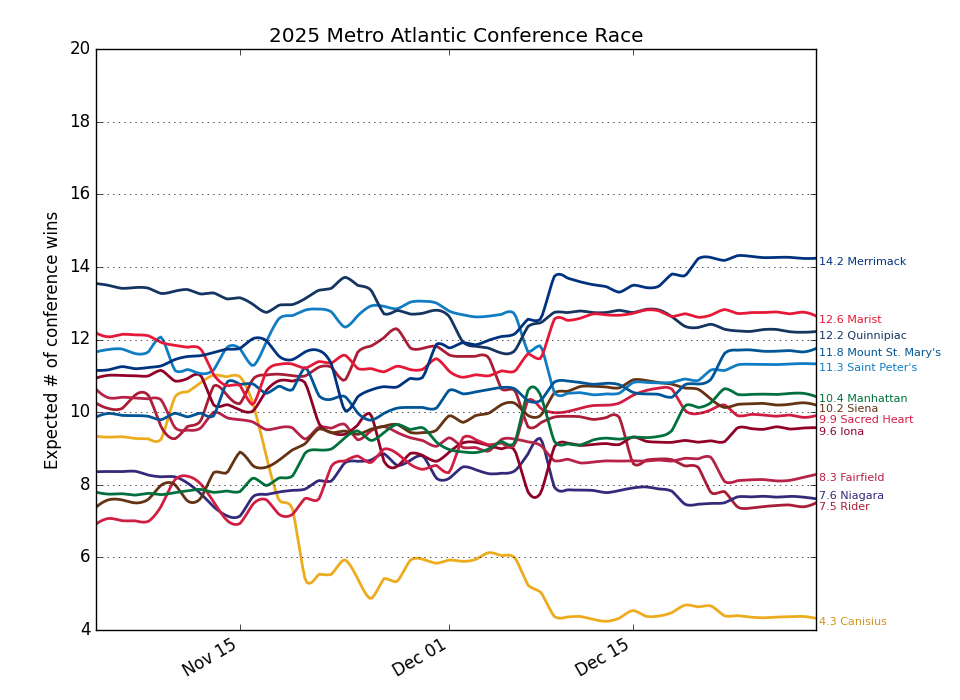 2025 Metro Atlantic Conference Race
Expected # of conference wins
20
18
16
14
12
10
8
6
4
Nov 15
Dec 01
Dec 15
14.2 Merrimack
12.6 Marist
12.2 Quinnipiac
11.8 Mount St. Mary's
11.3 Saint Peter's
10.4 Manhattan
10.2 Siena
9.9 Sacred Heart
9.6 Iona
8.3 Fairfield
7.6 Niagara
7.5 Rider
4.3 Canisius